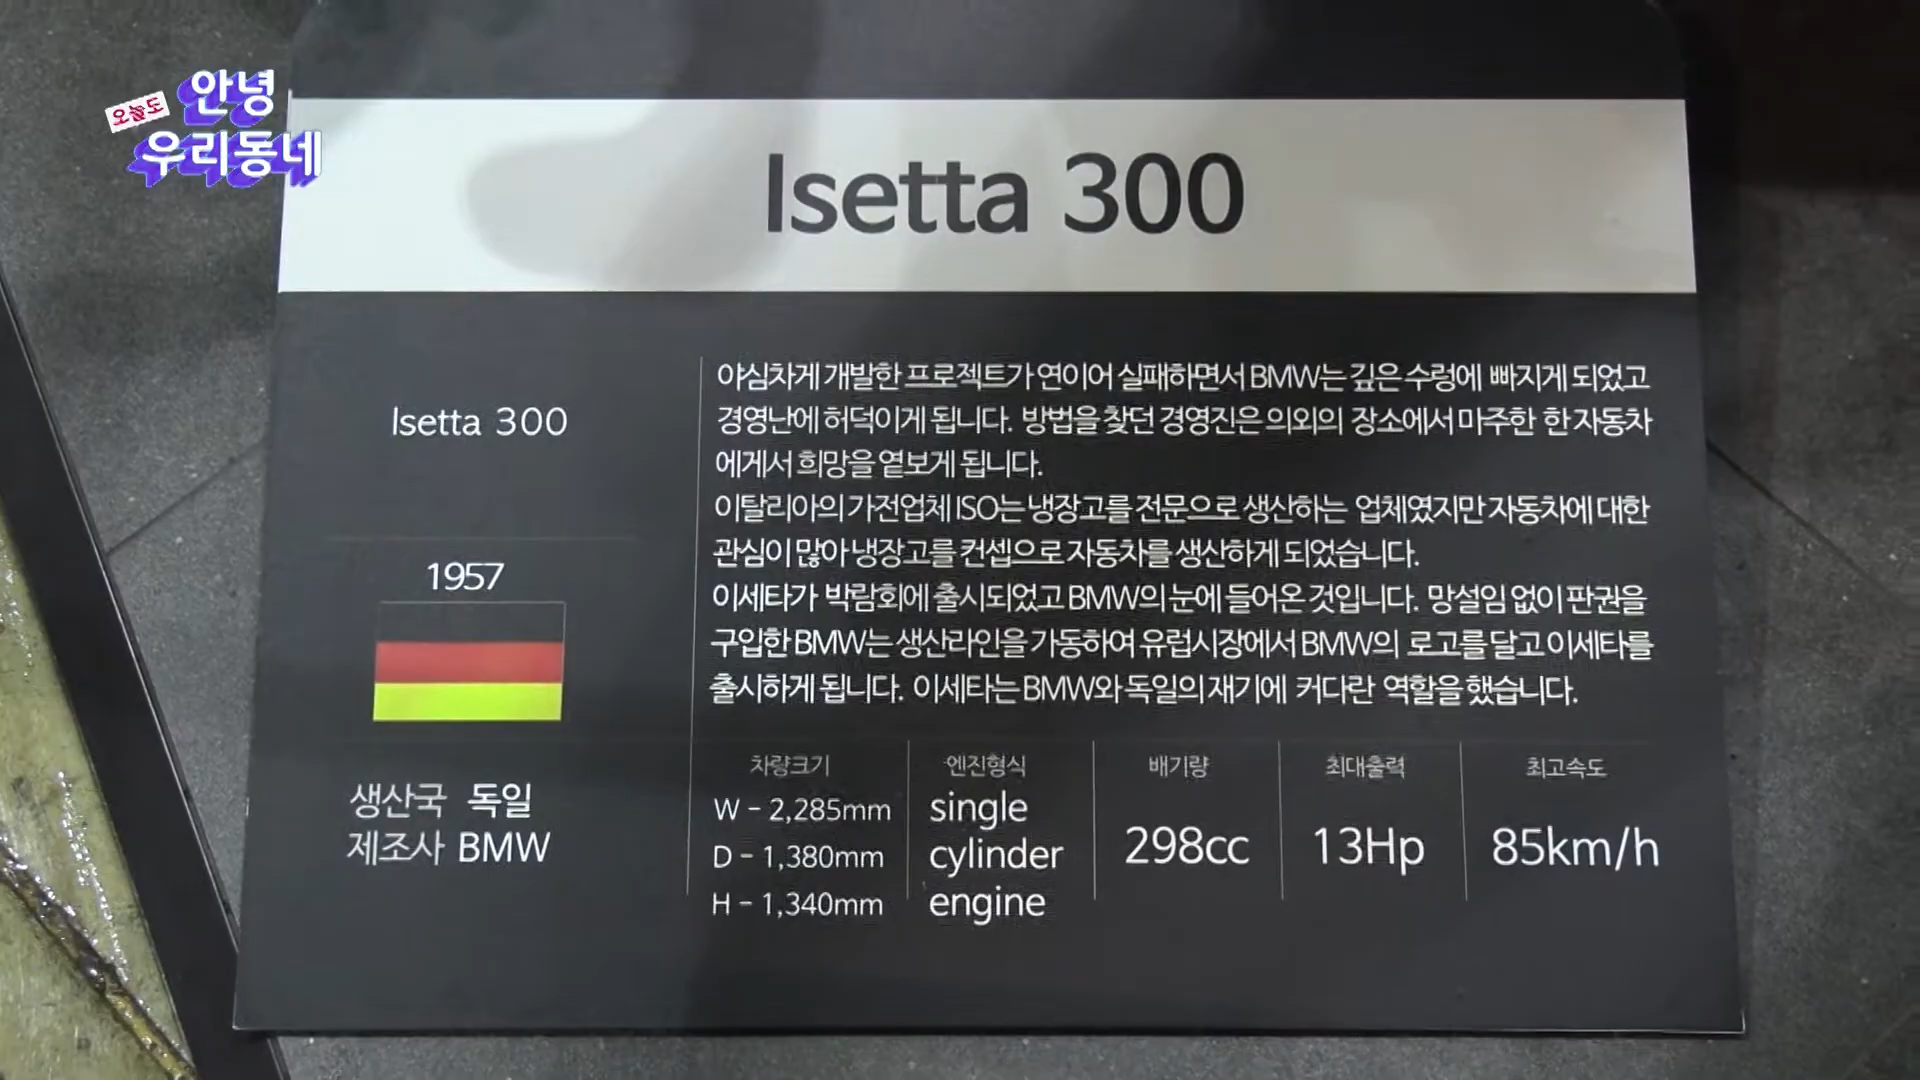 오늘도
안녕
우리동네
Isetta 300
Isetta 300
1957
생산국 독일
제조사 BMW
야심차게 개발한 프로젝트가 연이어 실패하면서 BMW는 깊은 수렁에 빠지게 되었고
경영난에 허덕이게 됩니다. 방법을 찾던 경영진은 의외의 장소에서 마주한 한 자동차
에게서 희망을 엿보게 됩니다.
이탈리아의 가전업체 ISO는 냉장고를 전문으로 생산하는 업체였지만 자동차에 대한
관심이 많아 냉장고를 컨셉으로 자동차를 생산하게 되었습니다.
이세타가 박람회에 출시되었고 BMW의 눈에 들어온 것입니다. 망설임 없이 판권을
구입한 BMW는 생산라인을 가동하여 유럽시장에서 BMW의 로고를 달고 이세타를
출시하게 됩니다. 이세타는 BMW와 독일의 재기에 커다란 역할을 했습니다.
차량크기
W - 2,285mm
D - 1,380mm
H - 1,340mm
엔진형식
single
cylinder
engine
배기량
298cc
최대출력
13Hp
최고속도
85km/h